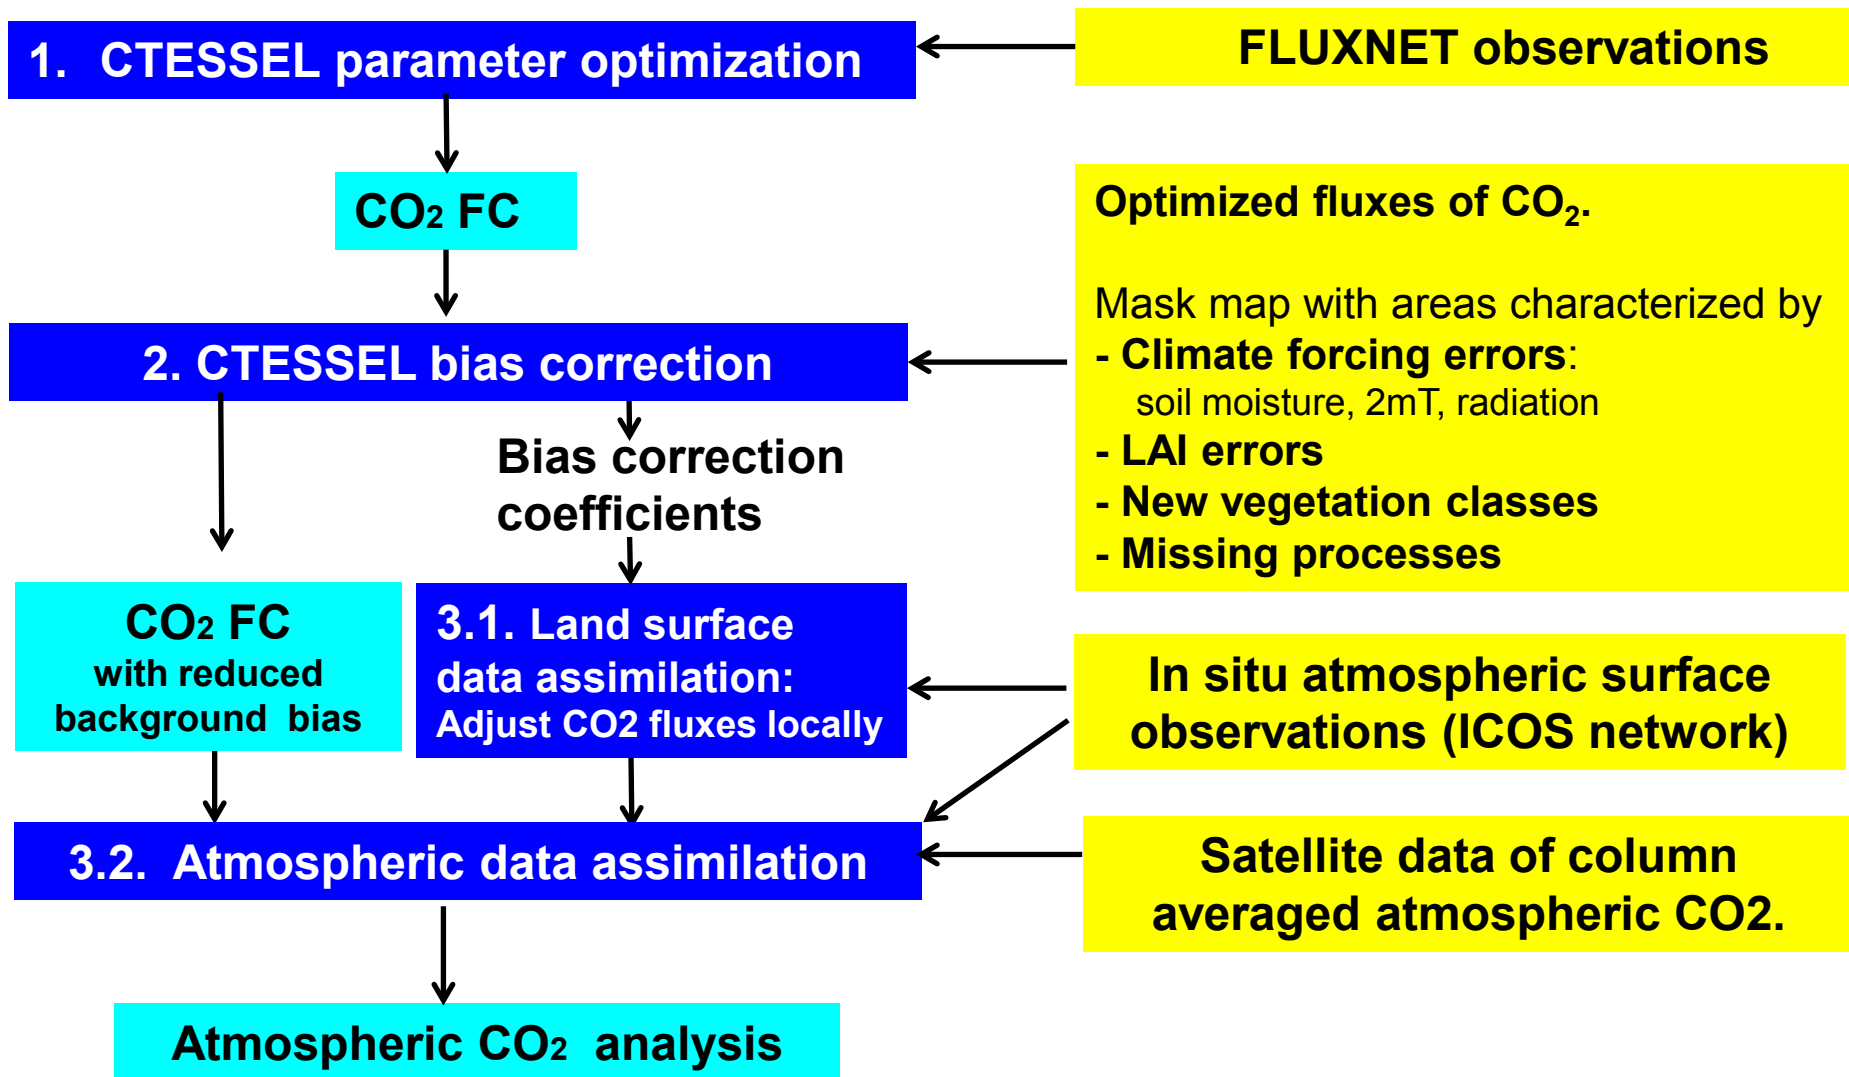 1. CTESSEL parameter optimization
FLUXNET observations
CO2 FC
Optimized fluxes of CO2.
Mask map with areas characterized by
- Climate forcing errors:
soil moisture, 2mT, radiation
- LAI errors
- New vegetation classes
- Missing processes
2. CTESSEL bias correction
Bias correction
coefficients
CO2 FC
with reduced
background bias
3.1. Land surface
data assimilation:
Adjust CO2 fluxes locally
In situ atmospheric surface
observations (ICOS network)
3.2. Atmospheric data assimilation
Satellite data of column
averaged atmospheric CO2.
Atmospheric CO2 analysis